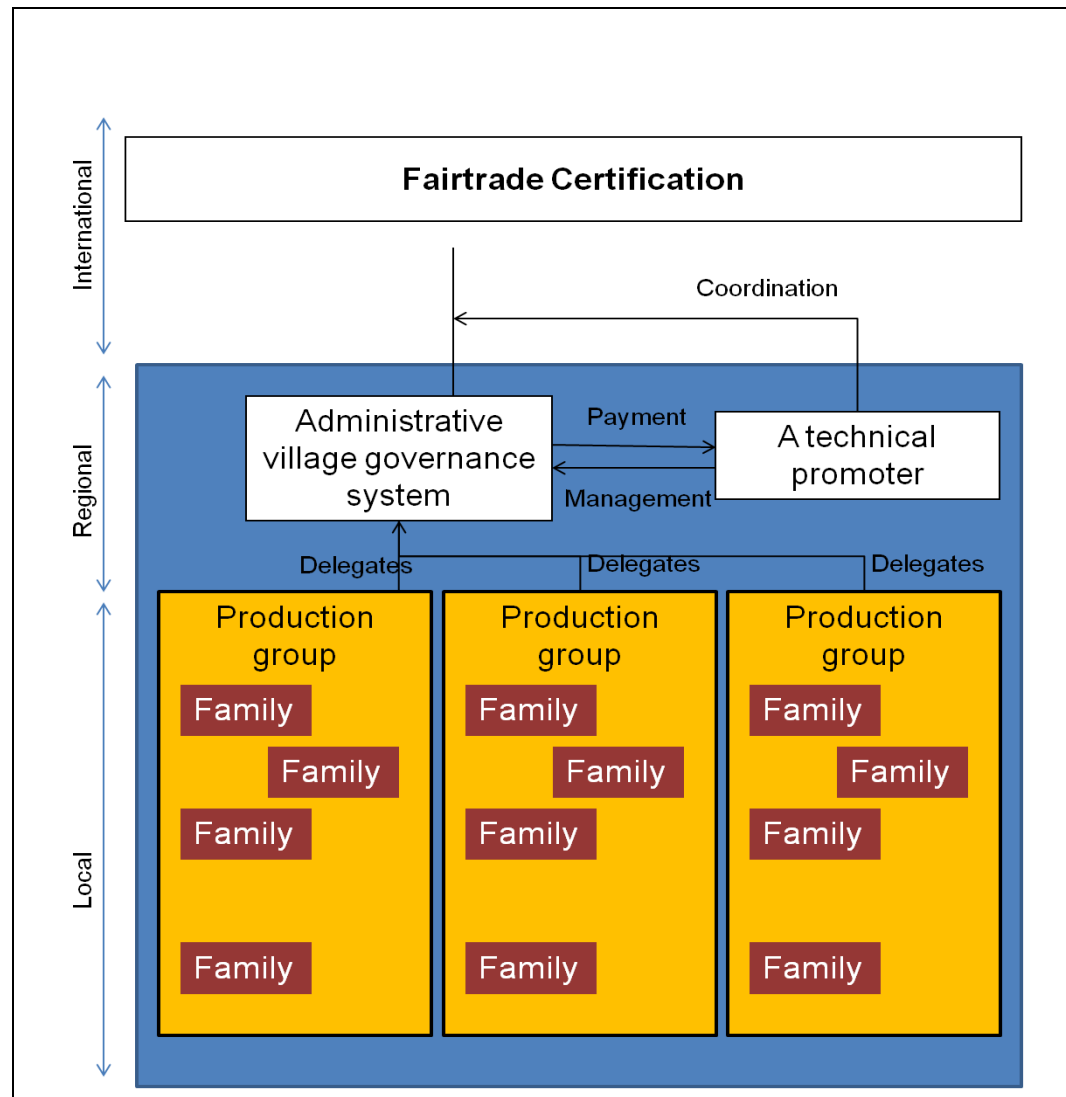 International
Fairtrade Certification
Coordination
Regional
Administrative
village governance
system
Payment
Management
A technical
promoter
Delegates
Delegates
Delegates
Local
Production
group
Family
Family
Family
Family
Production
group
Family
Family
Family
Family
Production
group
Family
Family
Family
Family